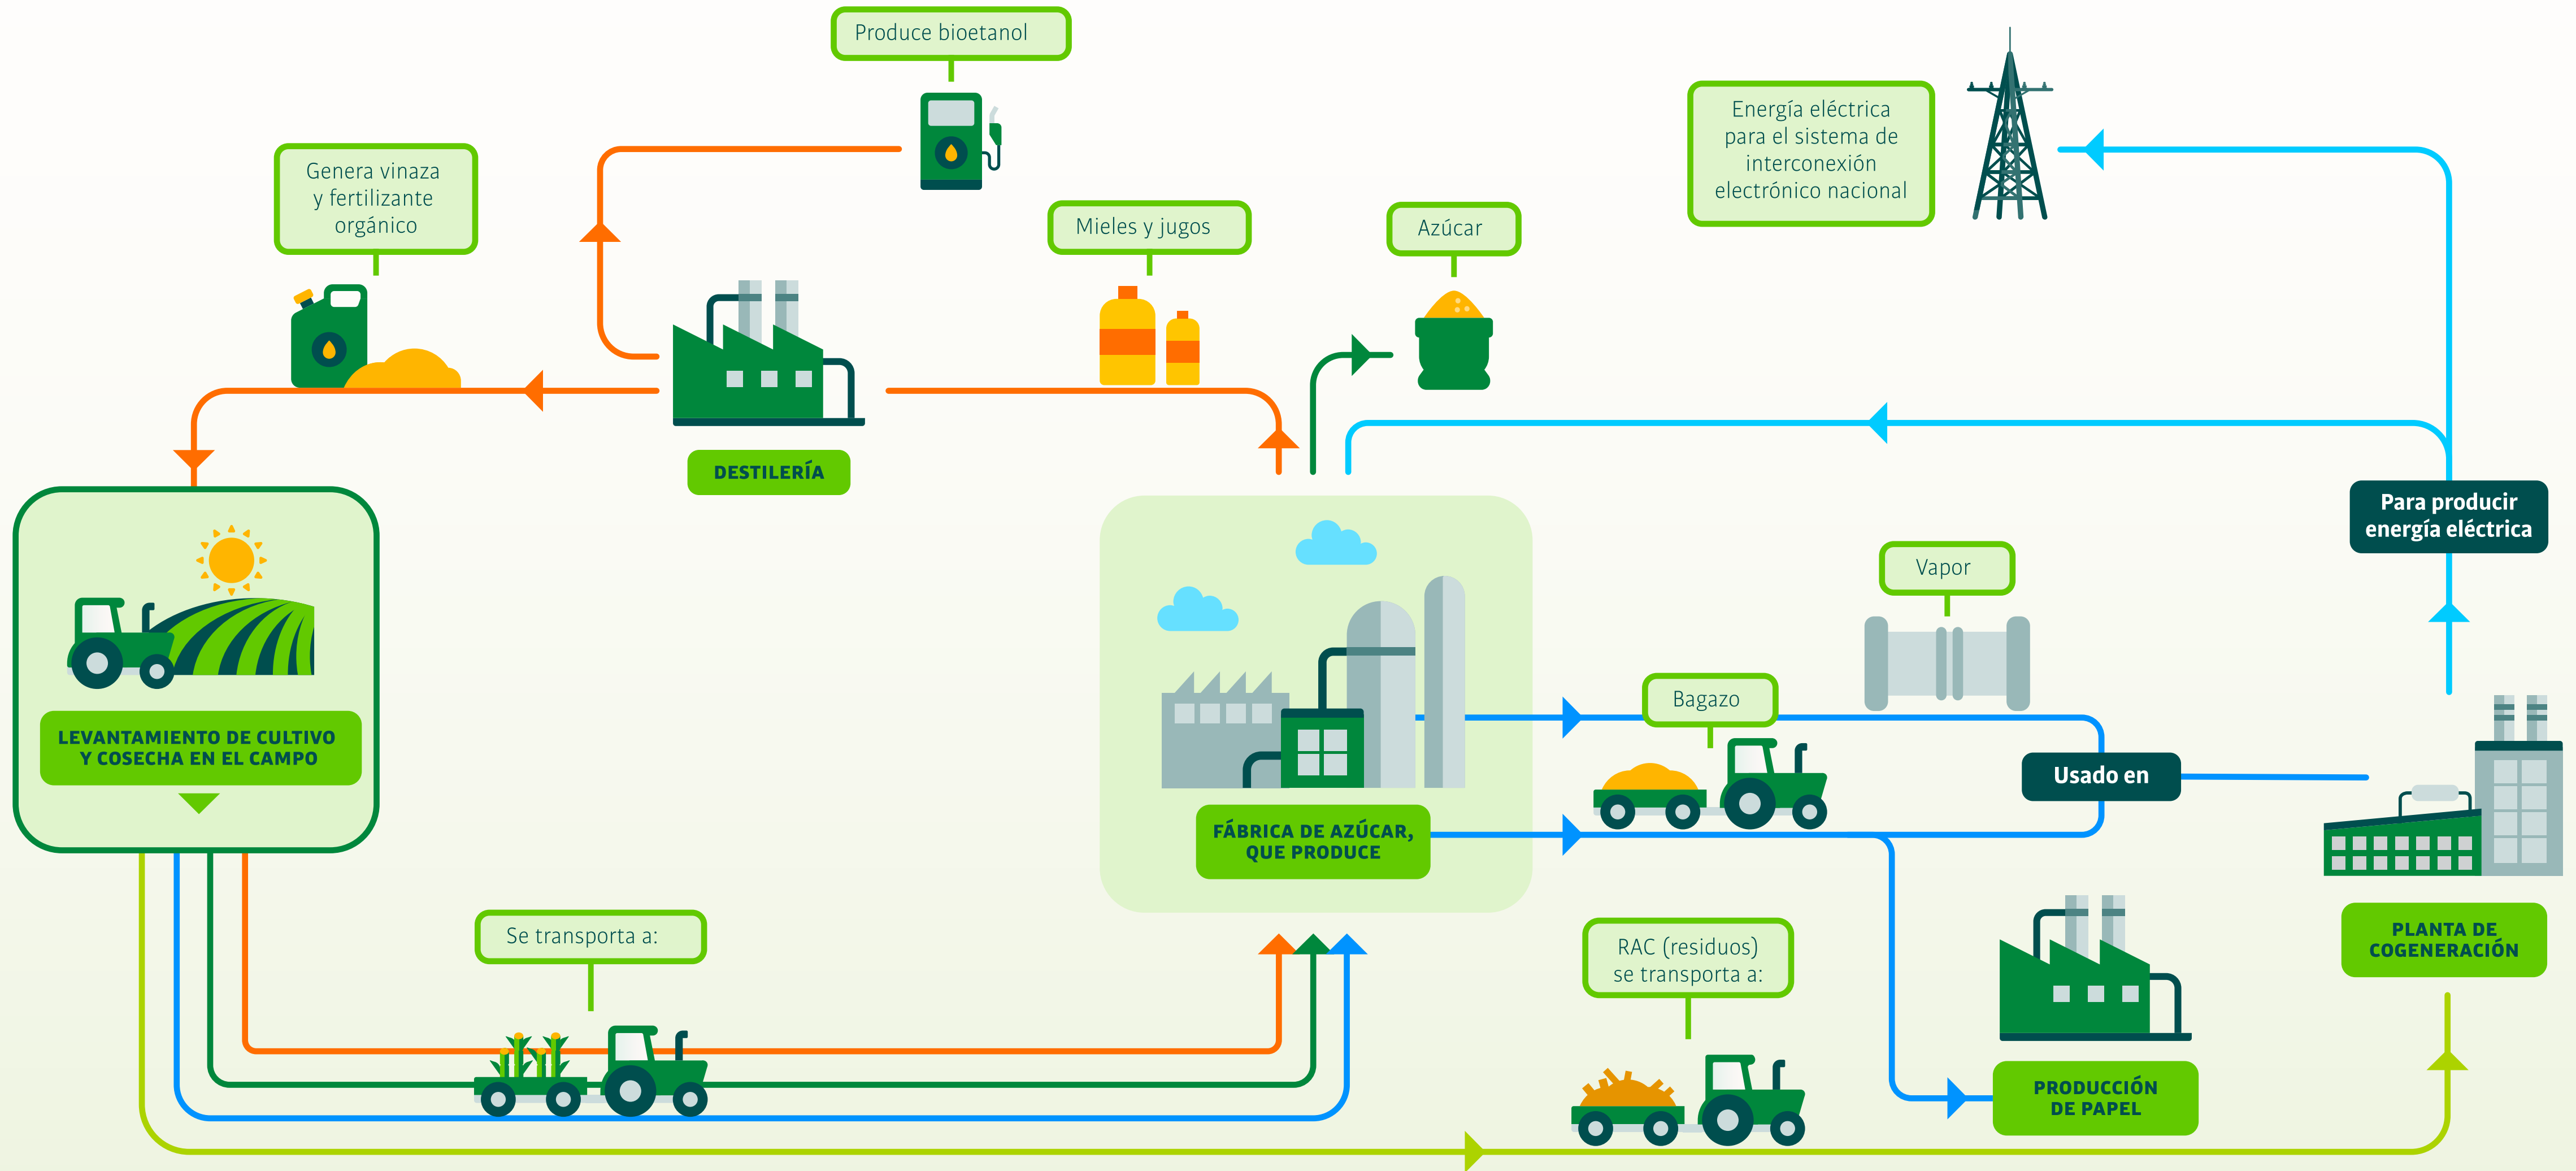 Produce bioetanol
Energía eléctrica
para el sistema de
interconexión
electrónico nacional
Genera vinaza
y fertilizante
orgánico
Mieles y jugos
Azúcar
DESTILERÍA
Para producir
energía eléctrica
Vapor
Bagazo
LEVANTAMIENTO DE CULTIVO
Y COSECHA EN EL CAMPO
Usado en
FÁBRICA DE AZÚCAR,
QUE PRODUCE
Se transporta a:
RAC (residuos)
se transporta a:
PLANTA DE
COGENERACIÓN
PRODUCCIÓN
DE PAPEL